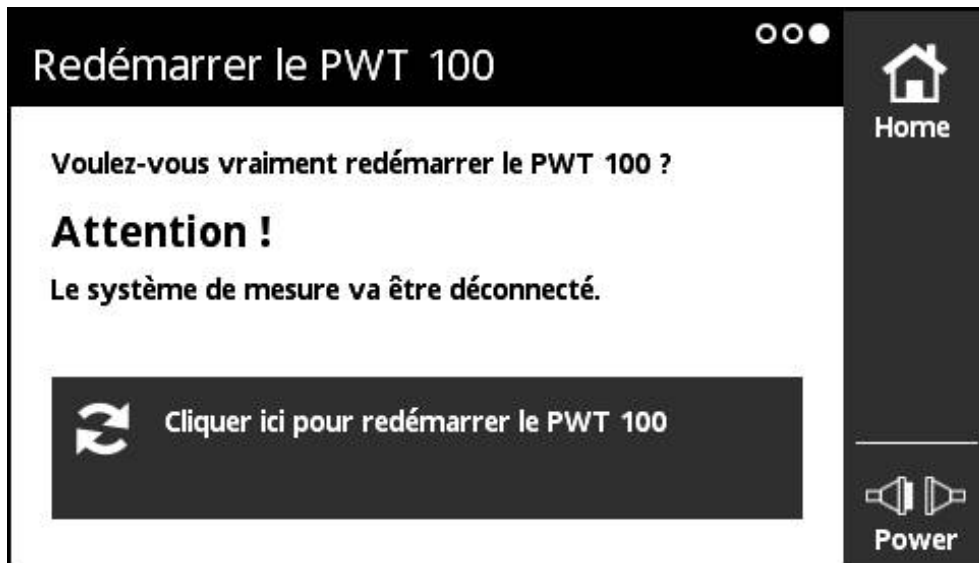 Redémarrer le PWT 100
Home
Voulez-vous vraiment redémarrer le PWT 100 ?
Attention !
Le système de mesure va être déconnecté.
Cliquer ici pour redémarrer le PWT 100
Power